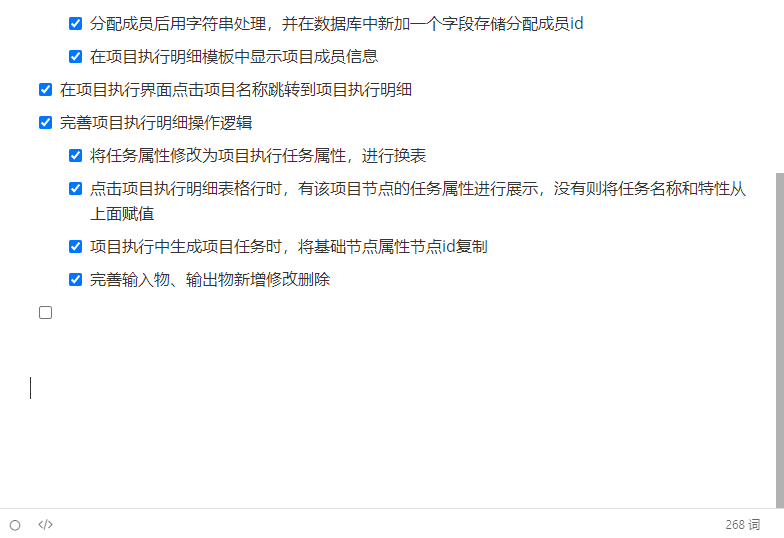 分配成员后用字符串处理，并在数据库中新加一个字段存储分配成员id
在项目执行明细模板中显示项目成员信息
在项目执行界面点击项目名称跳转到项目执行明细
完善项目执行明细操作逻辑
将任务属性修改为项目执行任务属性，进行换表
点击项目执行明细表格行时，有该项目节点的任务属性进行展示，没有则将任务名称和特性从
上面赋值
项目执行中生成项目任务时，将基础节点属性节点id复制
完善输入物、输出物新增修改删除
</> 268 词